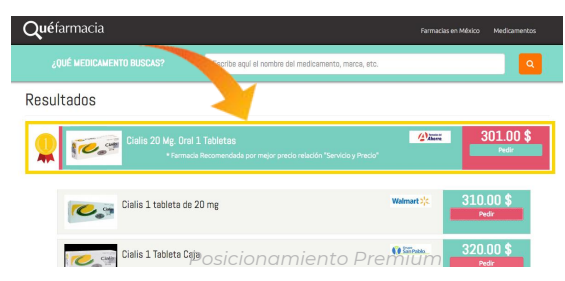 Quéfarmacia
Farmacias en México Medicamentos
¿QUÉ MEDICAMENTO BUSCAS?
Escribe aquí el nombre del medicamento, marca, etc.
Resultados
Cialis 20 Mg. Oral 1 Tabletas
Ahorro
301.00 $
Pedir
* Farmacia Recomendada por mejor precio relación "Servicio y Precio"
Cialis 1 tableta de 20 mg
Walmart
310.00 $
Pedir
Cialis 1 Tableta Caja
San Pablo
320.00 $
Pedir
Posicionamiento Premium